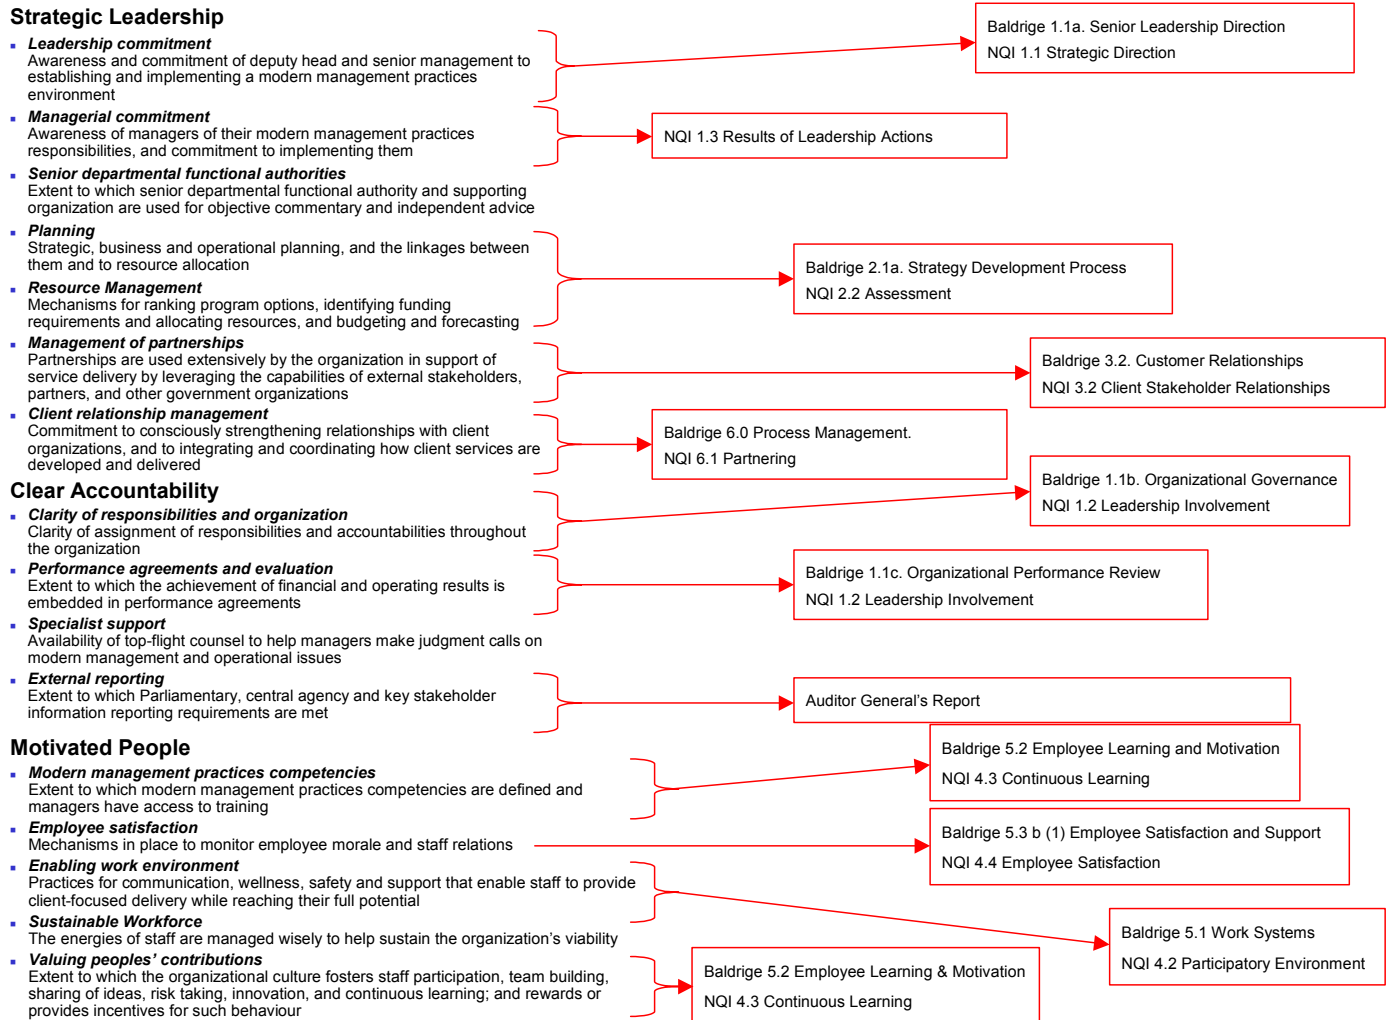 Strategic Leadership
▪ Leadership commitment
Awareness and commitment of deputy head and senior management to
establishing and implementing a modern management practices
environment
Baldrige 1.1a. Senior Leadership Direction
NQI 1.1 Strategic Direction
▪ Managerial commitment
Awareness of managers of their modern management practices
responsibilities, and commitment to implementing them
NQI 1.3 Results of Leadership Actions
▪ Senior departmental functional authorities
Extent to which senior departmental functional authority and supporting
organization are used for objective commentary and independent advice
▪ Planning
Strategic, business and operational planning, and the linkages between
them and to resource allocation
▪ Resource Management
Mechanisms for ranking program options, identifying funding
requirements and allocating resources, and budgeting and forecasting
Baldrige 2.1a. Strategy Development Process
NQI 2.2 Assessment
▪ Management of partnerships
Partnerships are used extensively by the organization in support of
service delivery by leveraging the capabilities of external stakeholders,
partners, and other government organizations
Baldrige 3.2. Customer Relationships
NQI 3.2 Client Stakeholder Relationships
▪ Client relationship management
Commitment to consciously strengthening relationships with client
organizations, and to integrating and coordinating how client services are
developed and delivered
Baldrige 6.0 Process Management.
NQI 6.1 Partnering
Clear Accountability
▪ Clarity of responsibilities and organization
Clarity of assignment of responsibilities and accountabilities throughout
the organization
Baldrige 1.1b. Organizational Governance
NQI 1.2 Leadership Involvement
▪ Performance agreements and evaluation
Extent to which the achievement of financial and operating results is
embedded in performance agreements
Baldrige 1.1c. Organizational Performance Review
NQI 1.2 Leadership Involvement
▪ Specialist support
Availability of top-flight counsel to help managers make judgment calls on
modern management and operational issues
▪ External reporting
Extent to which Parliamentary, central agency and key stakeholder
information reporting requirements are met
Auditor General’s Report
Motivated People
▪ Modern management practices competencies
Extent to which modern management practices competencies are defined and
managers have access to training
Baldrige 5.2 Employee Learning and Motivation
NQI 4.3 Continuous Learning
▪ Employee satisfaction
Mechanisms in place to monitor employee morale and staff relations
Baldrige 5.3 b (1) Employee Satisfaction and Support
NQI 4.4 Employee Satisfaction
▪ Enabling work environment
Practices for communication, wellness, safety and support that enable staff to provide
client-focused delivery while reaching their full potential
▪ Sustainable Workforce
The energies of staff are managed wisely to help sustain the organization’s viability
Baldrige 5.1 Work Systems
NQI 4.2 Participatory Environment
▪ Valuing peoples’ contributions
Extent to which the organizational culture fosters staff participation, team building,
sharing of ideas, risk taking, innovation, and continuous learning; and rewards or
provides incentives for such behaviour
Baldrige 5.2 Employee Learning & Motivation
NQI 4.3 Continuous Learning